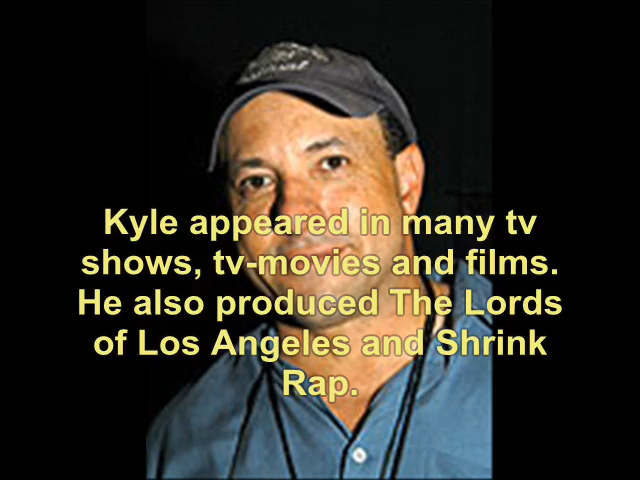 Kyle appeared in many tv
shows, tv-movies and films.
He also produced The Lords
of Los Angeles and Shrink
Rap.